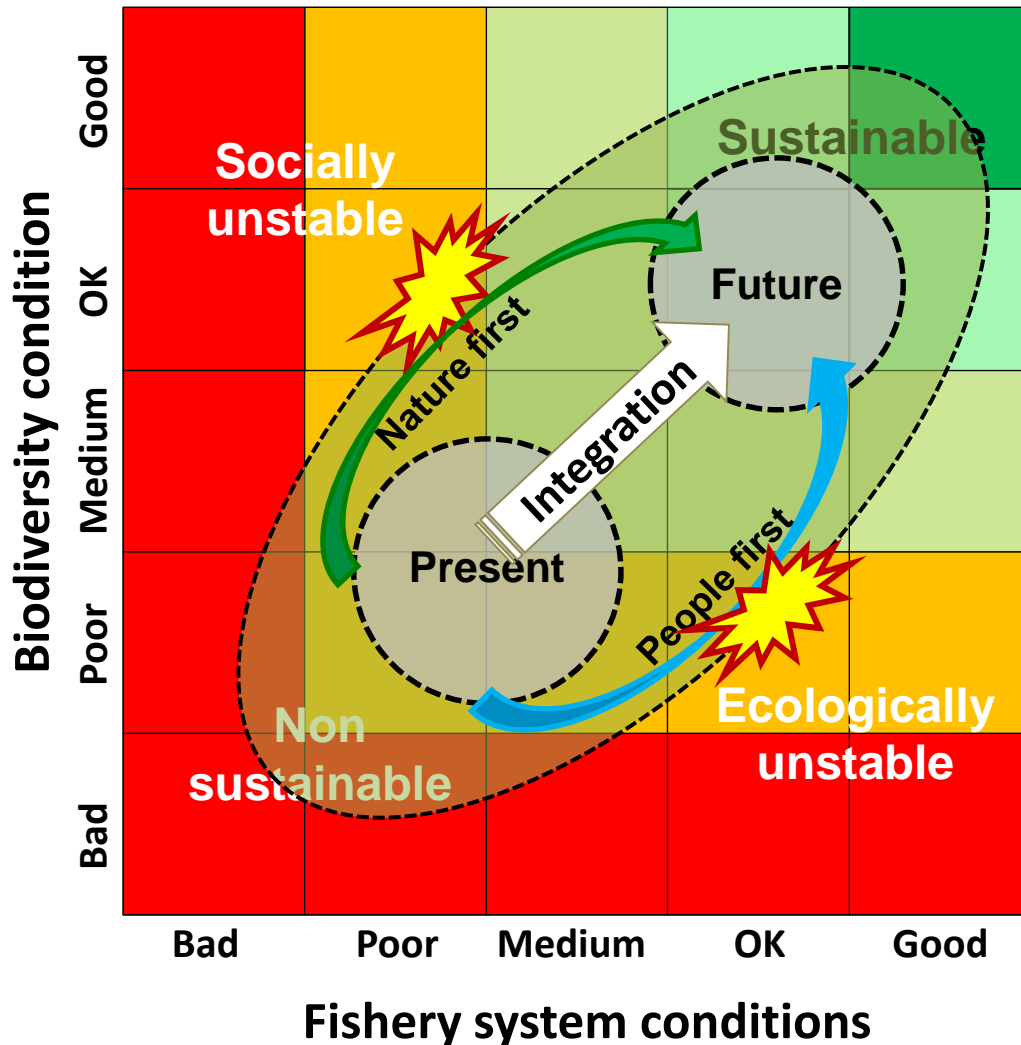 Biodiversity condition
Good
OK
Medium
Poor
Bad
Socially
unstable
Sustainable
Future
Nature first
Integration
Present
People first
Non
sustainable
Ecologically
unstable
Bad
Poor
Medium
OK
Good
Fishery system conditions